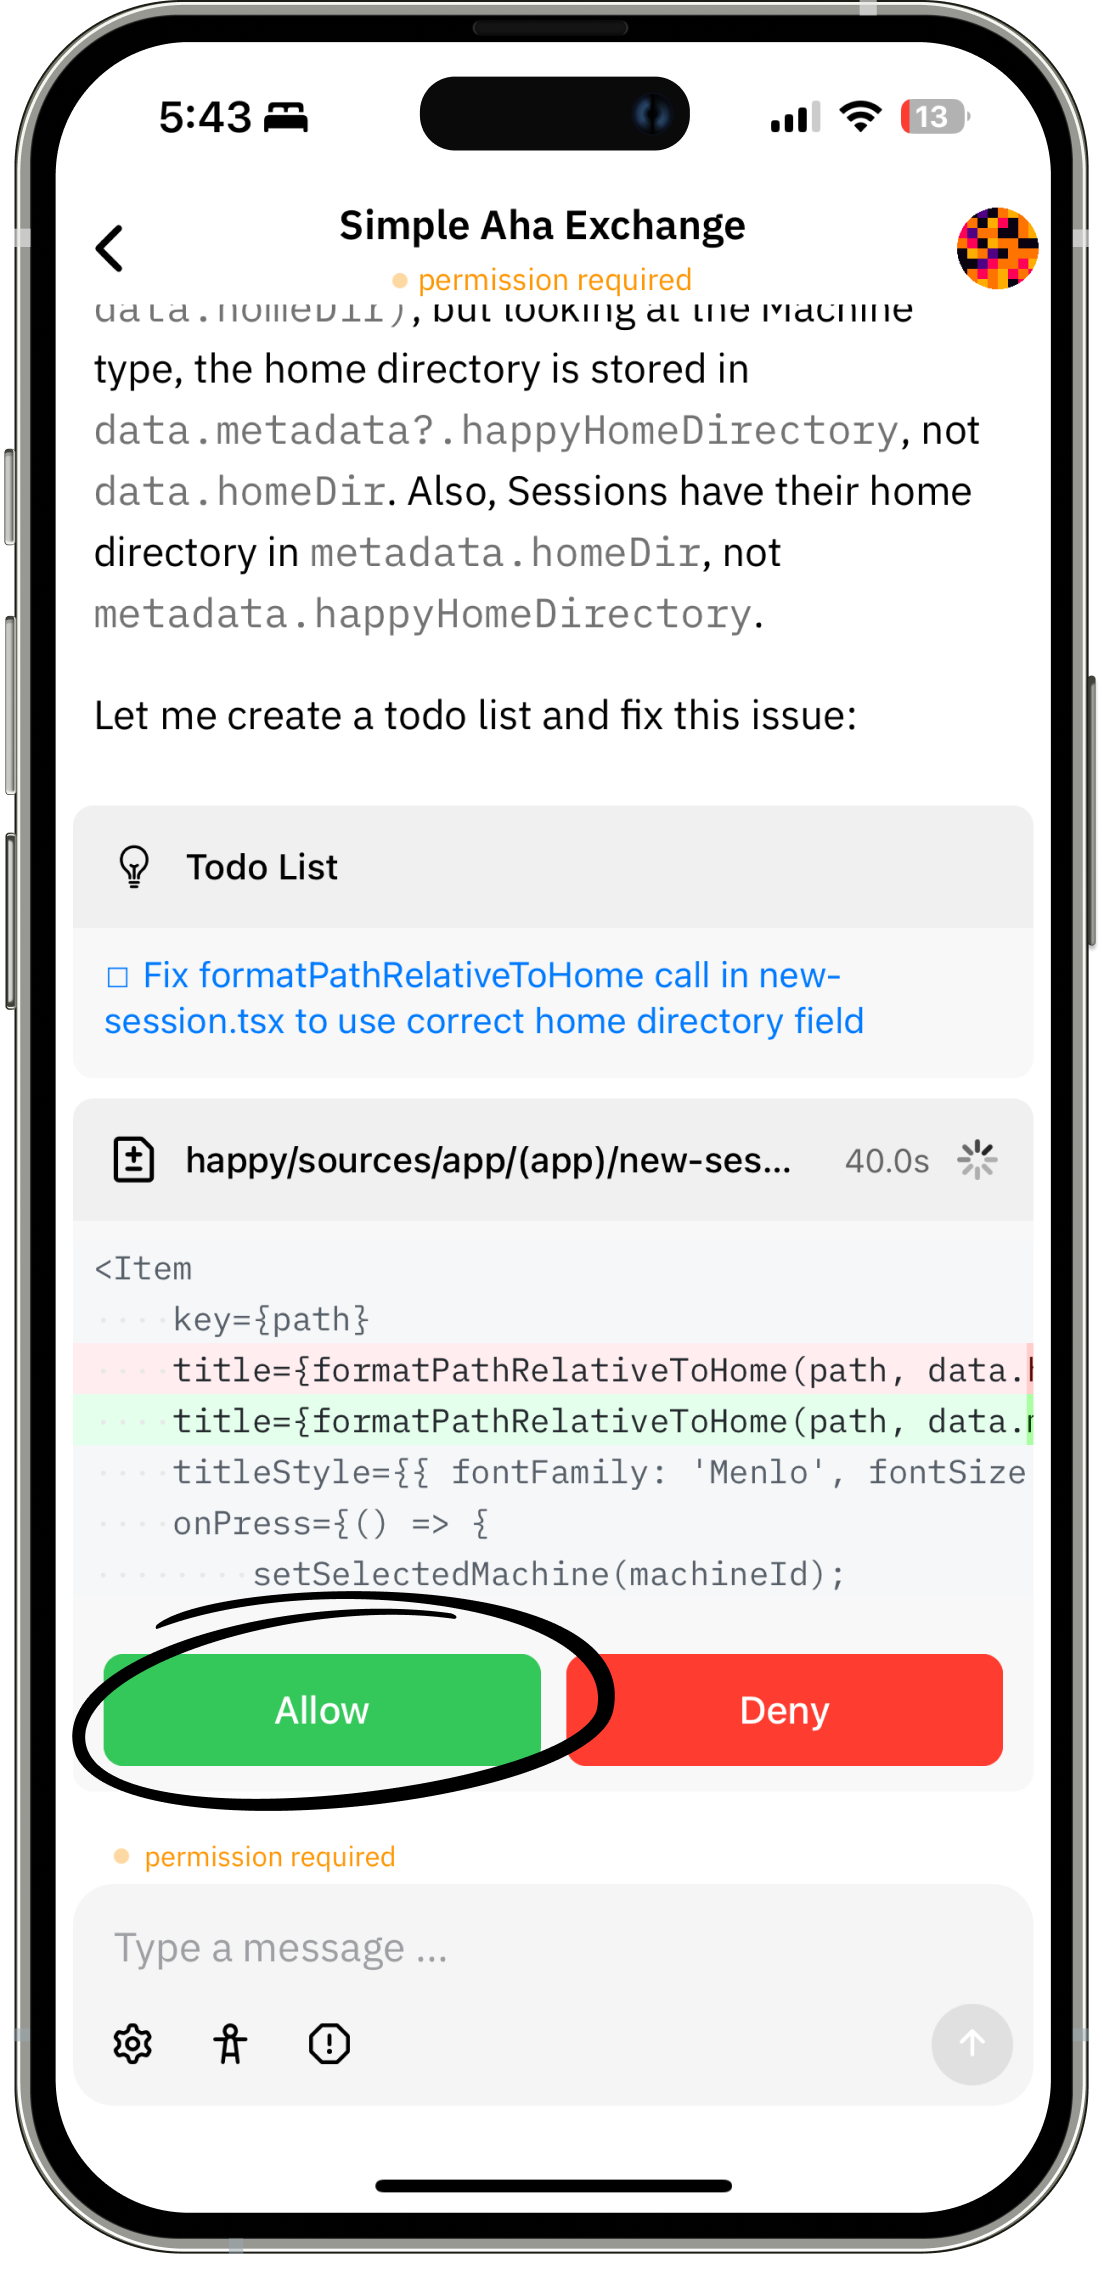 5:43
13
Simple Aha Exchange
permission required
data.homeDir), but looking at the Machine
type, the home directory is stored in
data.metadata?.happyHomeDirectory, not
data.homeDir. Also, Sessions have their home
directory in metadata.homeDir, not
metadata.happyHomeDirectory.
Let me create a todo list and fix this issue:
Todo List
□ Fix formatPathRelativeToHome call in new-
session.tsx to use correct home directory field
happy/sources/app/(app)/new-ses... 40.0s
<Item
····key={path}
····title={formatPathRelativeToHome(path, data.
····title={formatPathRelativeToHome(path, data.
····titleStyle={{ fontFamily: 'Menlo', fontSize
····onPress={() => {
········setSelectedMachine(machineId);
Allow
Deny
permission required
Type a message ...